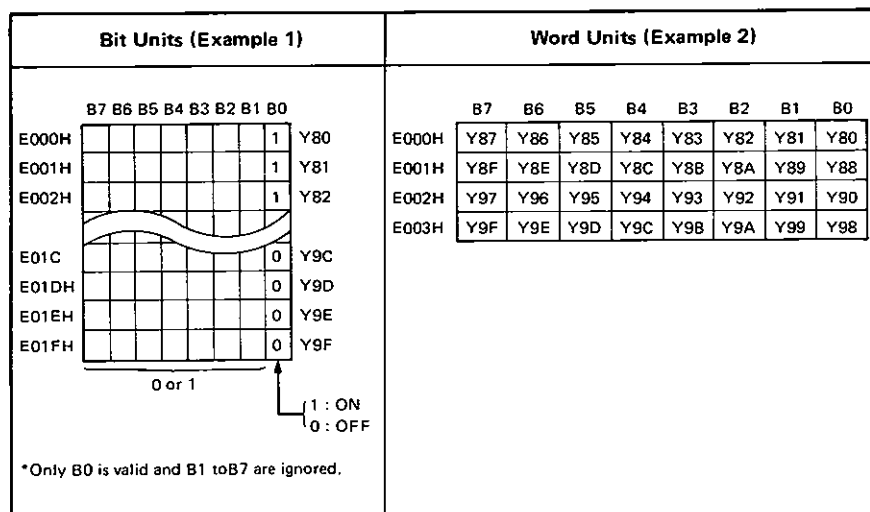 Bit Units (Example 1)
B7 B6 B5 B4 B3 B2 B1 B0
E000H 1 Y80
E001H 1 Y81
E002H 1 Y82
E01C 0 Y9C
E01DH 0 Y9D
E01EH 0 Y9E
E01FH 0 Y9F
0 or 1
1 : ON
0 : OFF
*Only B0 is valid and B1 toB7 are ignored.
Word Units (Example 2)
B7 B6 B5 B4 B3 B2 B1 B0
E000H Y87 Y86 Y85 Y84 Y83 Y82 Y81 Y80
E001H Y8F Y8E Y8D Y8C Y8B Y8A Y89 Y88
E002H Y97 Y96 Y95 Y94 Y93 Y92 Y91 Y90
E003H Y9F Y9E Y9D Y9C Y9B Y9A Y99 Y98